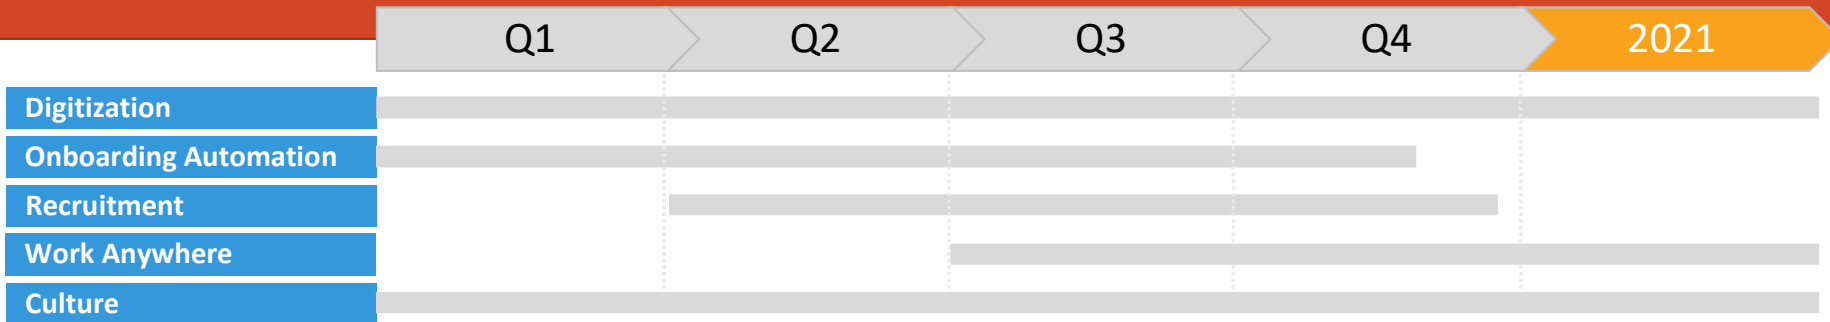 Q1 Q2 Q3 Q4 2021
Digitization
Onboarding Automation
Recruitment
Work Anywhere
Culture